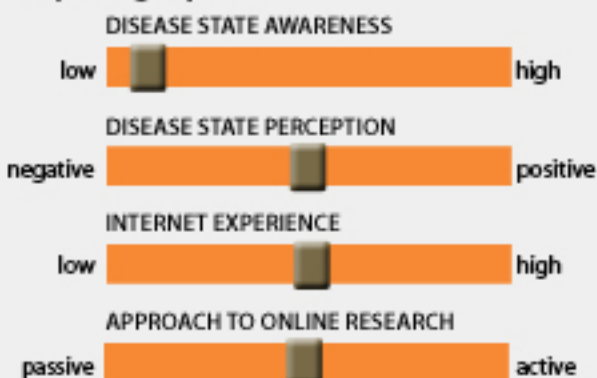 DISEASE STATE AWARENESS
low high
DISEASE STATE PERCEPTION
negative positive
INTERNET EXPERIENCE
low high
APPROACH TO ONLINE RESEARCH
passive active